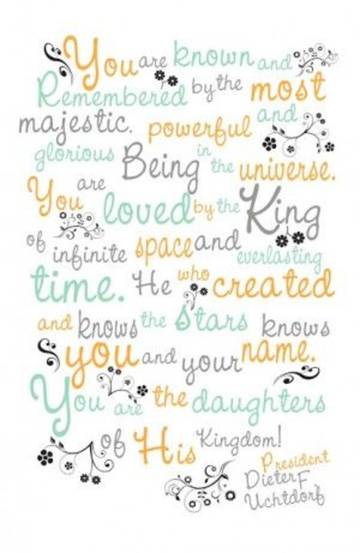 You are known and
Remembered by the most
majestic. powerful and
glorious Being in the universe.
You are loved by the King
of infinite space and everlasting
time. He who created
and knows the stars knows
you and your name.
You are the daughters
of His Kingdom!
President
Dieter F
Uchtdorf